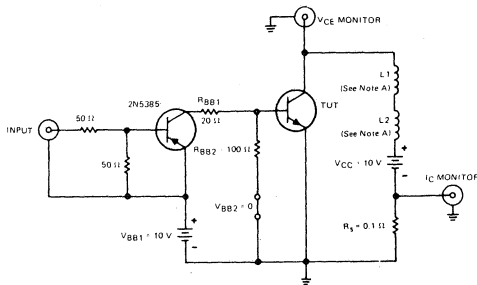 VCE MONITOR
L1
(See Note A)
2N5385
RBB1
20 Ω
TUT
50 Ω
INPUT
L2
(See Note A)
RBB2 = 100 Ω
50 Ω
+
VCC = 10 V
-
IC MONITOR
VBB2 = 0
+
VBB1 = 10 V
-
Rs = 0.1 Ω